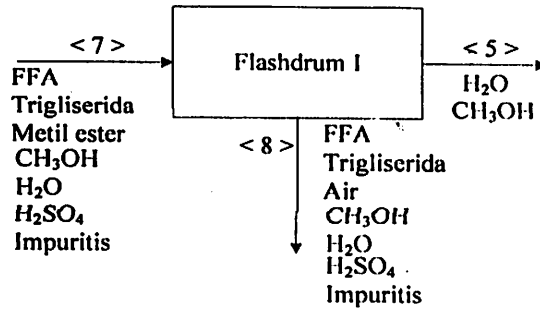 < 7 >
FFA
Trigliserida
Metil ester
CH₃OH
H₂O
H₂SO₄
Impuritis
Flashdrum I
< 5 >
H₂O
CH₃OH
< 8 >
FFA
Trigliserida
Air
CH₃OH
H₂O
H₂SO₄
Impuritis